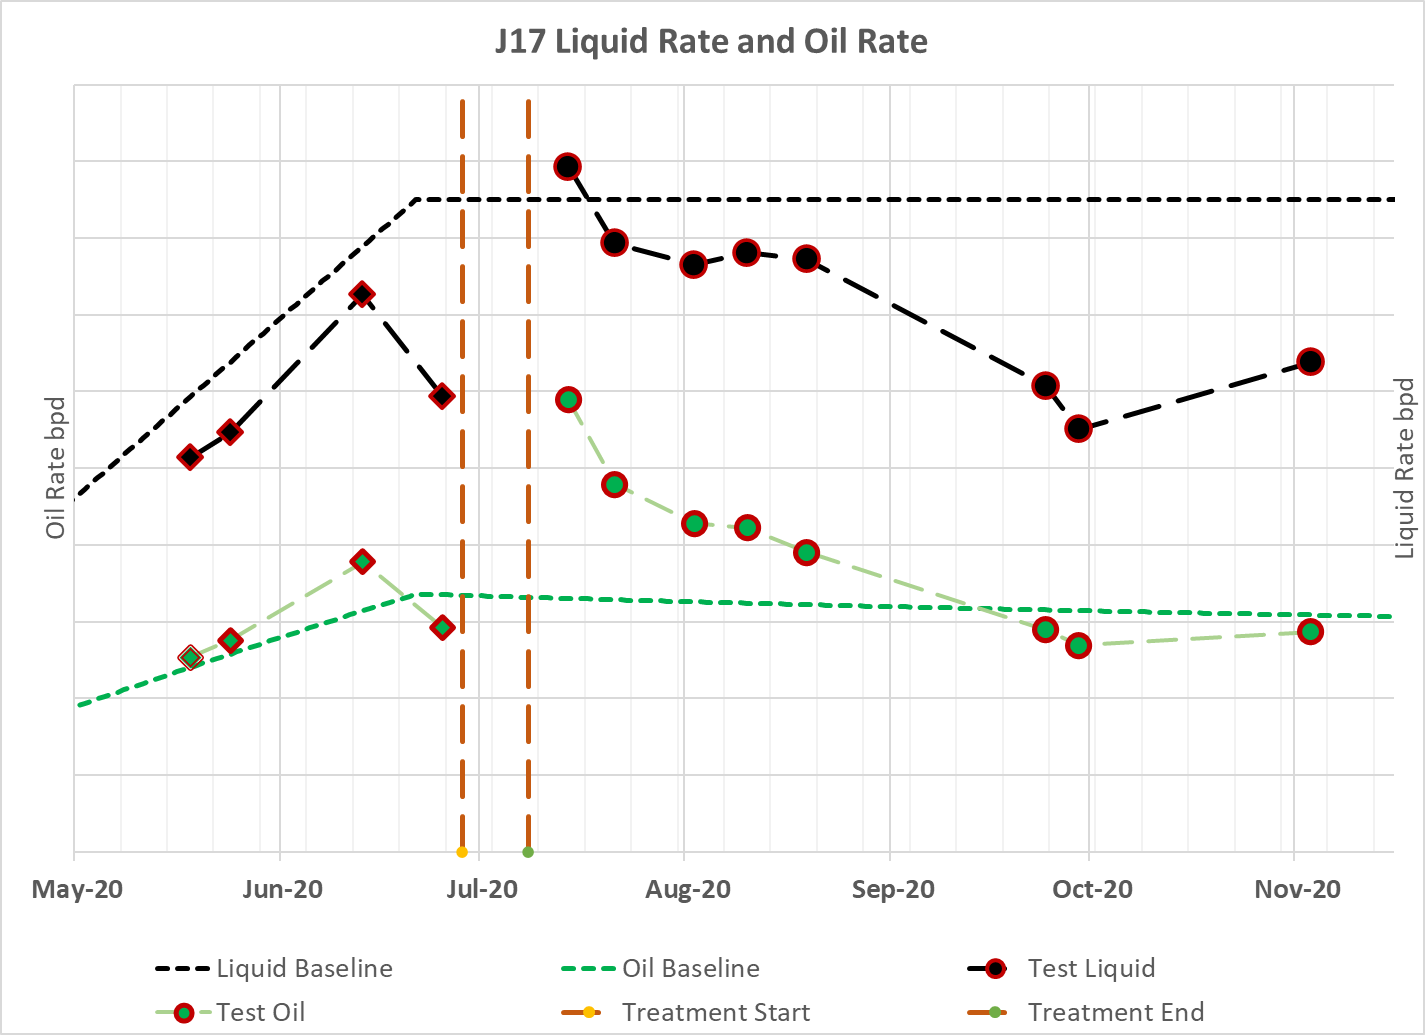 J17 Liquid Rate and Oil Rate
Oil Rate bpd
Liquid Rate bpd
May-20 Jun-20 Jul-20 Aug-20 Sep-20 Oct-20 Nov-20
Liquid Baseline Oil Baseline Test Liquid
Test Oil Treatment Start Treatment End